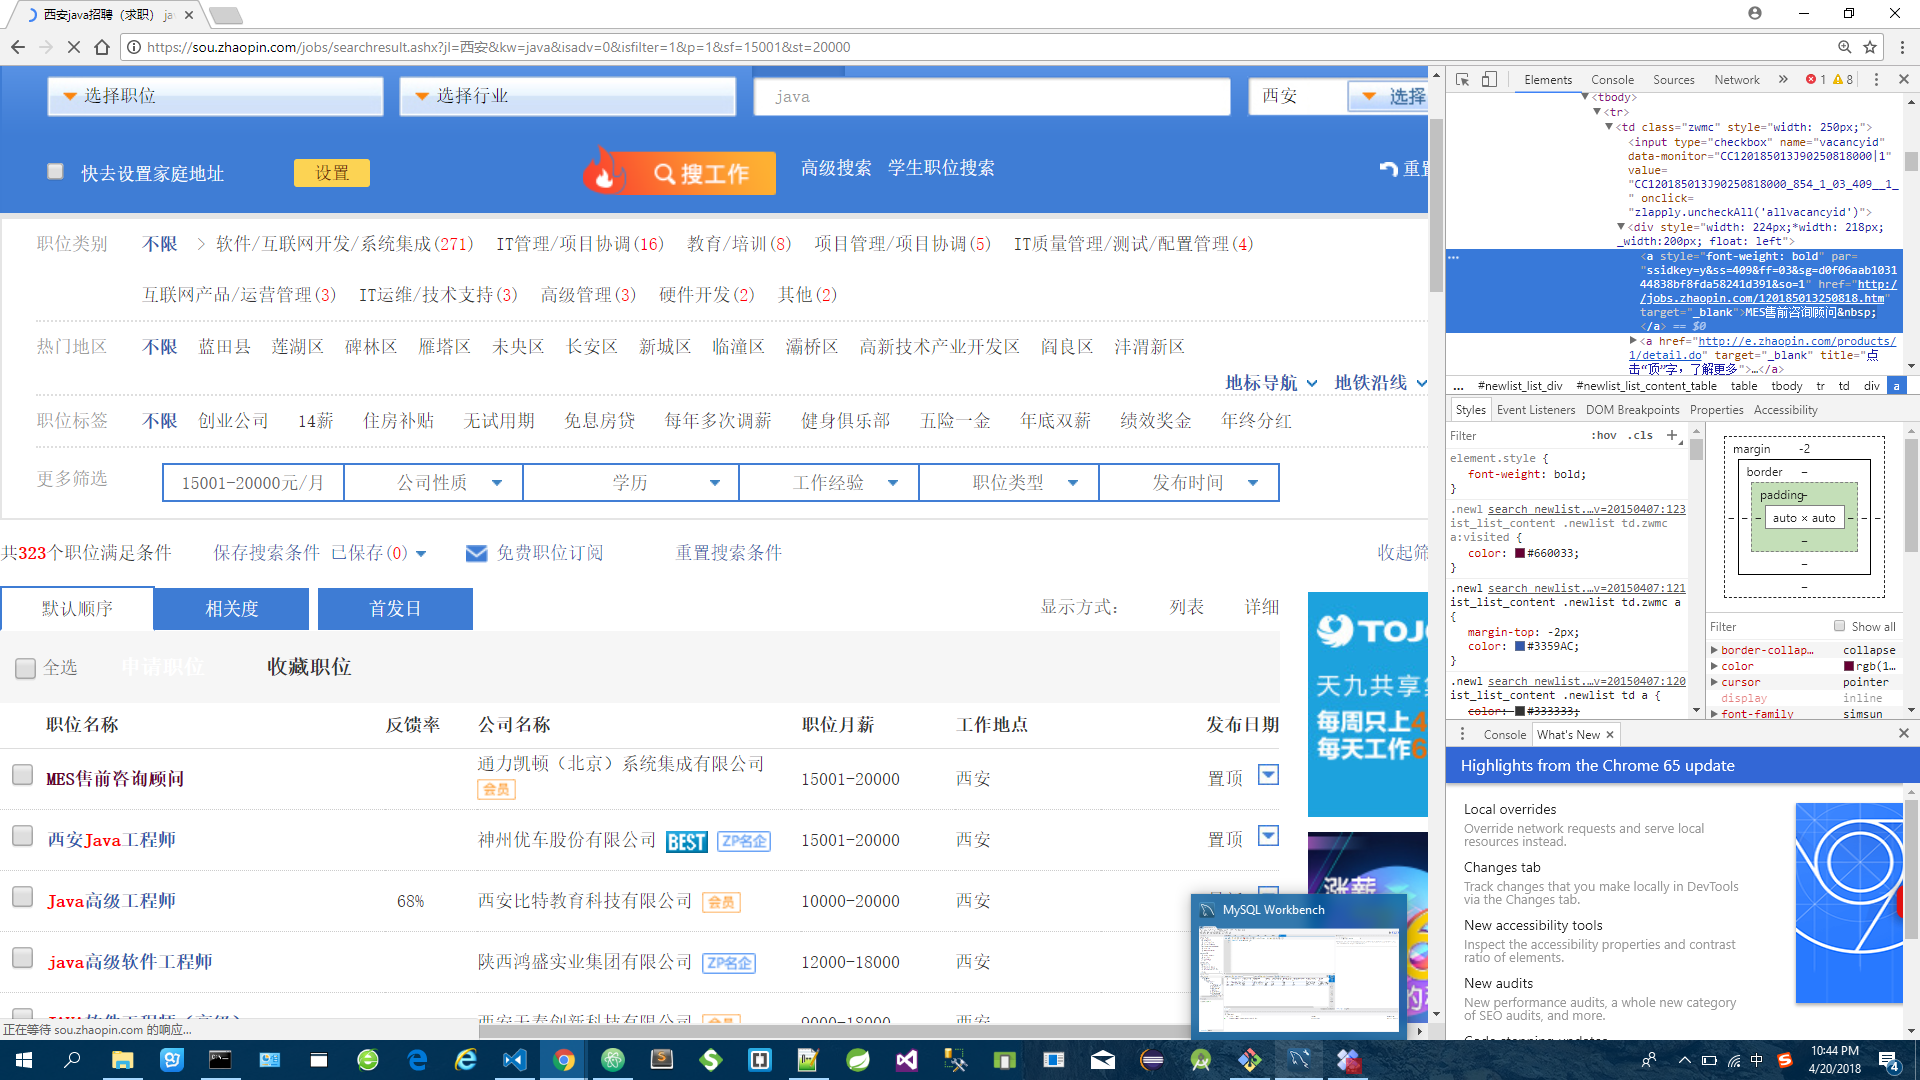 西安java招聘（求职） ja
https://sou.zhaopin.com/jobs/searchresult.ashx?jl=西安&kw=java&isadv=0&isfilter=1&p=1&sf=15001&st=20000
选择职位 选择行业 java 西安 选择
快去设置家庭地址 设置 搜工作 高级搜索 学生职位搜索 重置
职位类别 不限 > 软件/互联网开发/系统集成(271) IT管理/项目协调(16) 教育/培训(8) 项目管理/项目协调(5) IT质量管理/测试/配置管理(4)
互联网产品/运营管理(3) IT运维/技术支持(3) 高级管理(3) 硬件开发(2) 其他(2)
热门地区 不限 蓝田县 莲湖区 碑林区 雁塔区 未央区 长安区 新城区 临潼区 灞桥区 高新技术产业开发区 阎良区 沣渭新区
地标导航 地铁沿线
职位标签 不限 创业公司 14薪 住房补贴 无试用期 免息房贷 每年多次调薪 健身俱乐部 五险一金 年底双薪 绩效奖金 年终分红
更多筛选 15001-20000元/月 公司性质 学历 工作经验 职位类型 发布时间
共323个职位满足条件 保存搜索条件 已保存(0) 免费职位订阅 重置搜索条件 收起筛
默认顺序 相关度 首发日 显示方式： 列表 详细
全选 申请职位 收藏职位
职位名称 反馈率 公司名称 职位月薪 工作地点 发布日期
MES售前咨询顾问 通力凯顿（北京）系统集成有限公司 会员 15001-20000 西安 置顶
西安Java工程师 神州优车股份有限公司 BEST ZP名企 15001-20000 西安 置顶
Java高级工程师 68% 西安比特教育科技有限公司 会员 10000-20000 西安
java高级软件工程师 陕西鸿盛实业集团有限公司 ZP名企 12000-18000 西安
正在等待 sou.zhaopin.com 的响应...
天九共享
每周只上4
每天工作6
涨薪
MySQL Workbench
Elements Console Sources Network » 1 8
<tbody>
<tr>
<td class="zwmc" style="width: 250px;">
<input type="checkbox" name="vacancyid"
data-monitor="CC120185013J90250818000|1"
value=
"CC120185013J90250818000_854_1_03_409__1_
" onclick=
"zlapply.uncheckAll('allvacancyid')">
<div style="width: 224px;*width: 218px;
_width:200px; float: left">
<a style="font-weight: bold" par=
"ssidkey=y&ss=409&ff=03&sg=d0f06aab1031
44838bf8fda58241d391&so=1" href="http:/
/jobs.zhaopin.com/120185013250818.htm"
target="_blank">MES售前咨询顾问&nbsp;
</a> == $0
<a href="http://e.zhaopin.com/products/
1/detail.do" target="_blank" title="点
击“顶”字，了解更多">…</a>
... #newlist_list_div #newlist_list_content_table table tbody tr td div a
Styles Event Listeners DOM Breakpoints Properties Accessibility
Filter :hov .cls +
element.style {
font-weight: bold;
}
.newl search_newlist.…v=20150407:123
ist_list_content .newlist td.zwmc
a:visited {
color: #660033;
}
.newl search_newlist.…v=20150407:121
ist_list_content .newlist td.zwmc a
{
margin-top: -2px;
color: #3359AC;
}
.newl search_newlist.…v=20150407:120
ist_list_content .newlist td a {
color: #333333;
margin -2
border –
padding–
auto × auto
Filter Show all
border-collap… collapse
color rgb(1…
cursor pointer
display inline
font-family simsun
Console What's New ×
Highlights from the Chrome 65 update
Local overrides
Override network requests and serve local
resources instead.
Changes tab
Track changes that you make locally in DevTools
via the Changes tab.
New accessibility tools
Inspect the accessibility properties and contrast
ratio of elements.
New audits
New performance audits, a whole new category
of SEO audits, and more.
中 10:44 PM
4/20/2018 4